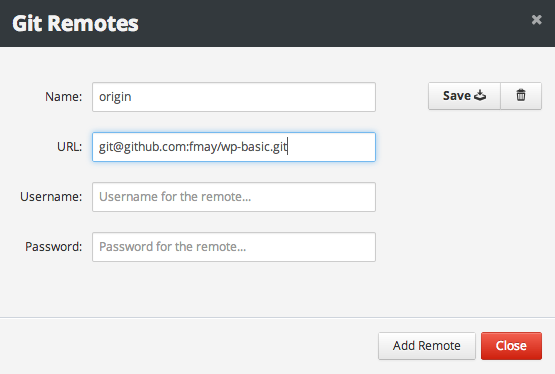 Git Remotes
Name: origin
Save
URL: git@github.com:fmay/wp-basic.git
Username: Username for the remote...
Password: Password for the remote...
Add Remote
Close